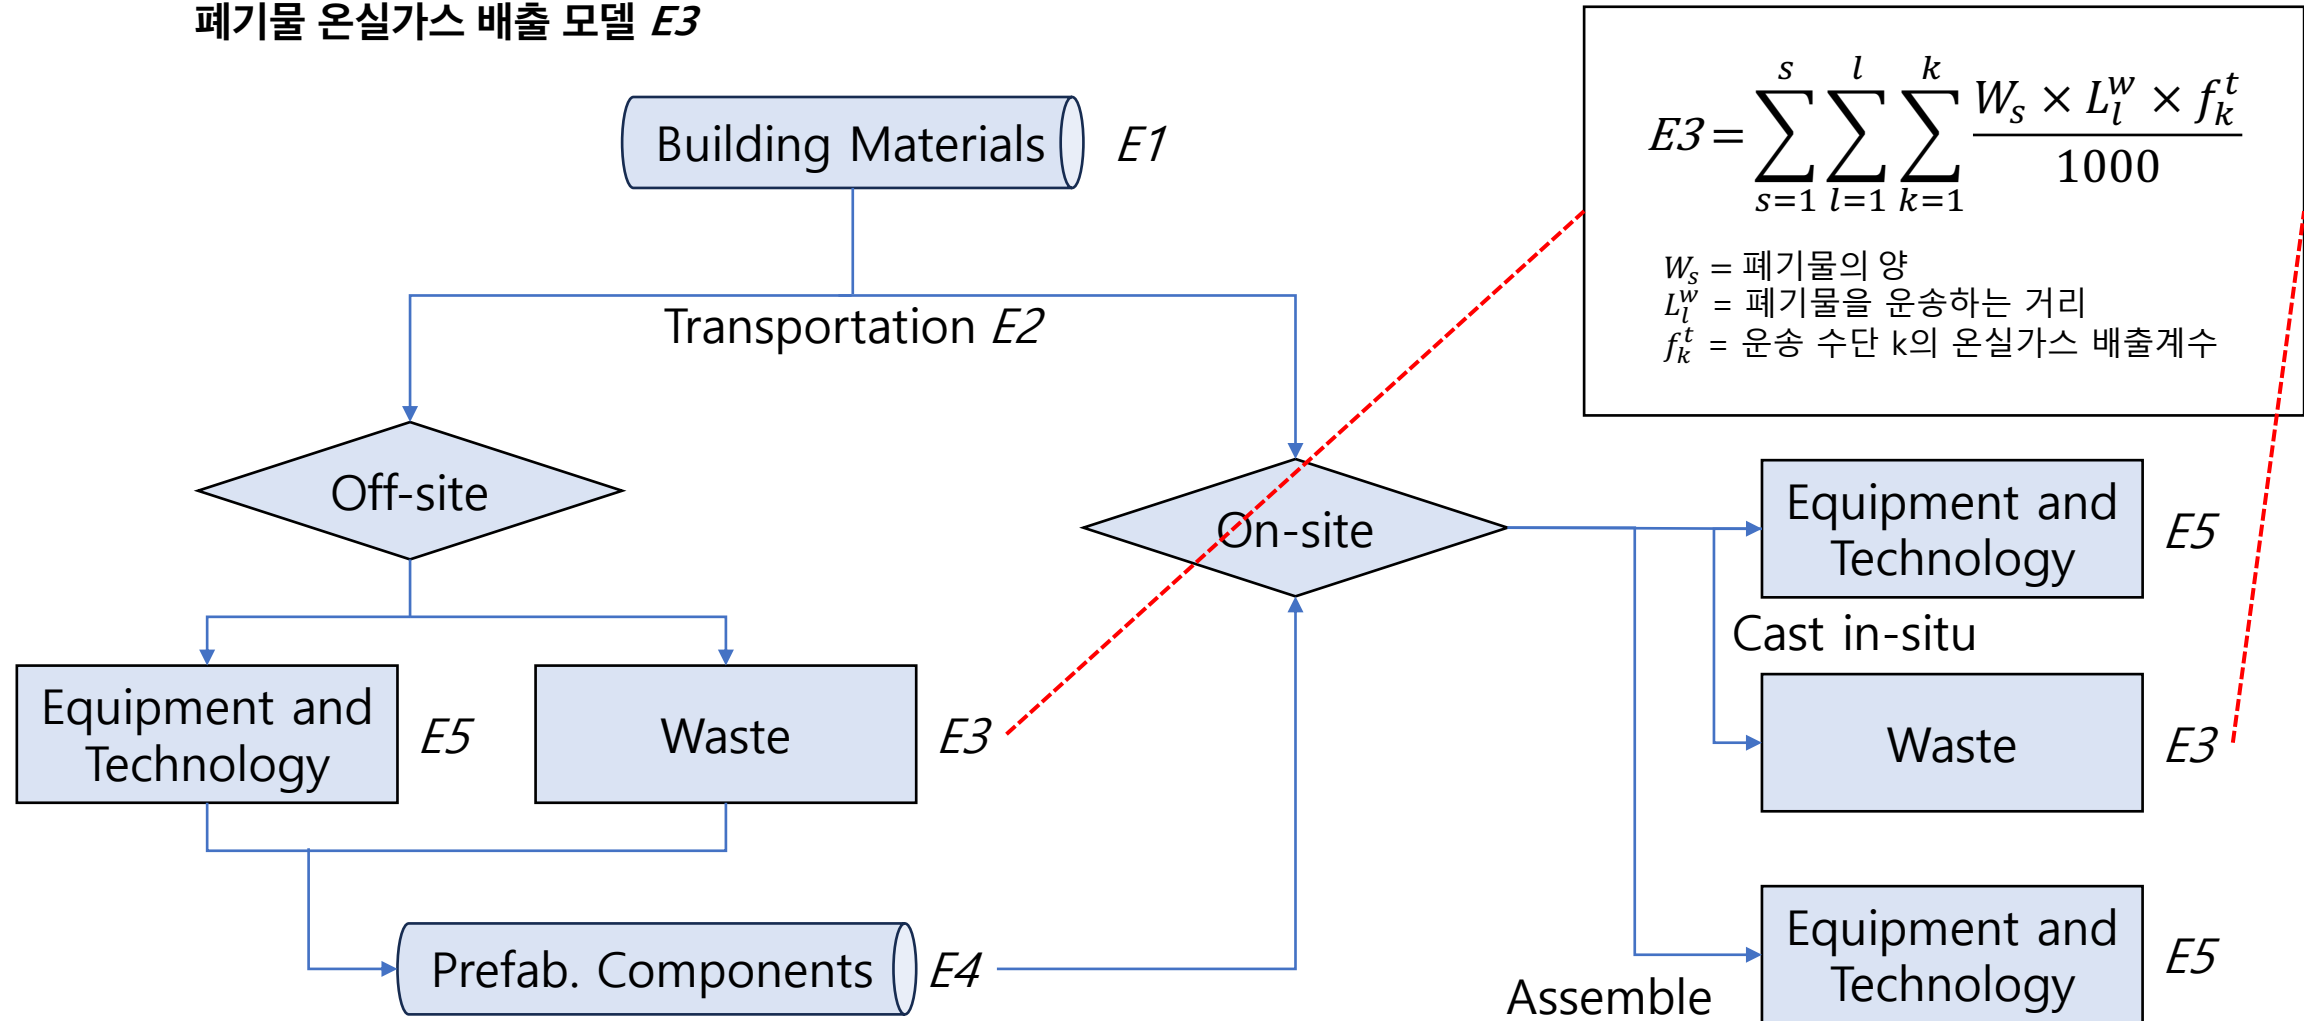 폐기물 온실가스 배출 모델 E3
Building Materials
E1
Transportation E2
Off-site
On-site
Equipment and
Technology
E5
Waste
E3
Prefab. Components
E4
E3 = \sum_{s=1}^{s} \sum_{l=1}^{l} \sum_{k=1}^{k} \frac{W_s × L_l^w × f_k^t}{1000}
W_s = 폐기물의 양
L_l^w = 폐기물을 운송하는 거리
f_k^t = 운송 수단 k의 온실가스 배출계수
Equipment and
Technology
E5
Cast in-situ
Waste
E3
Assemble
Equipment and
Technology
E5